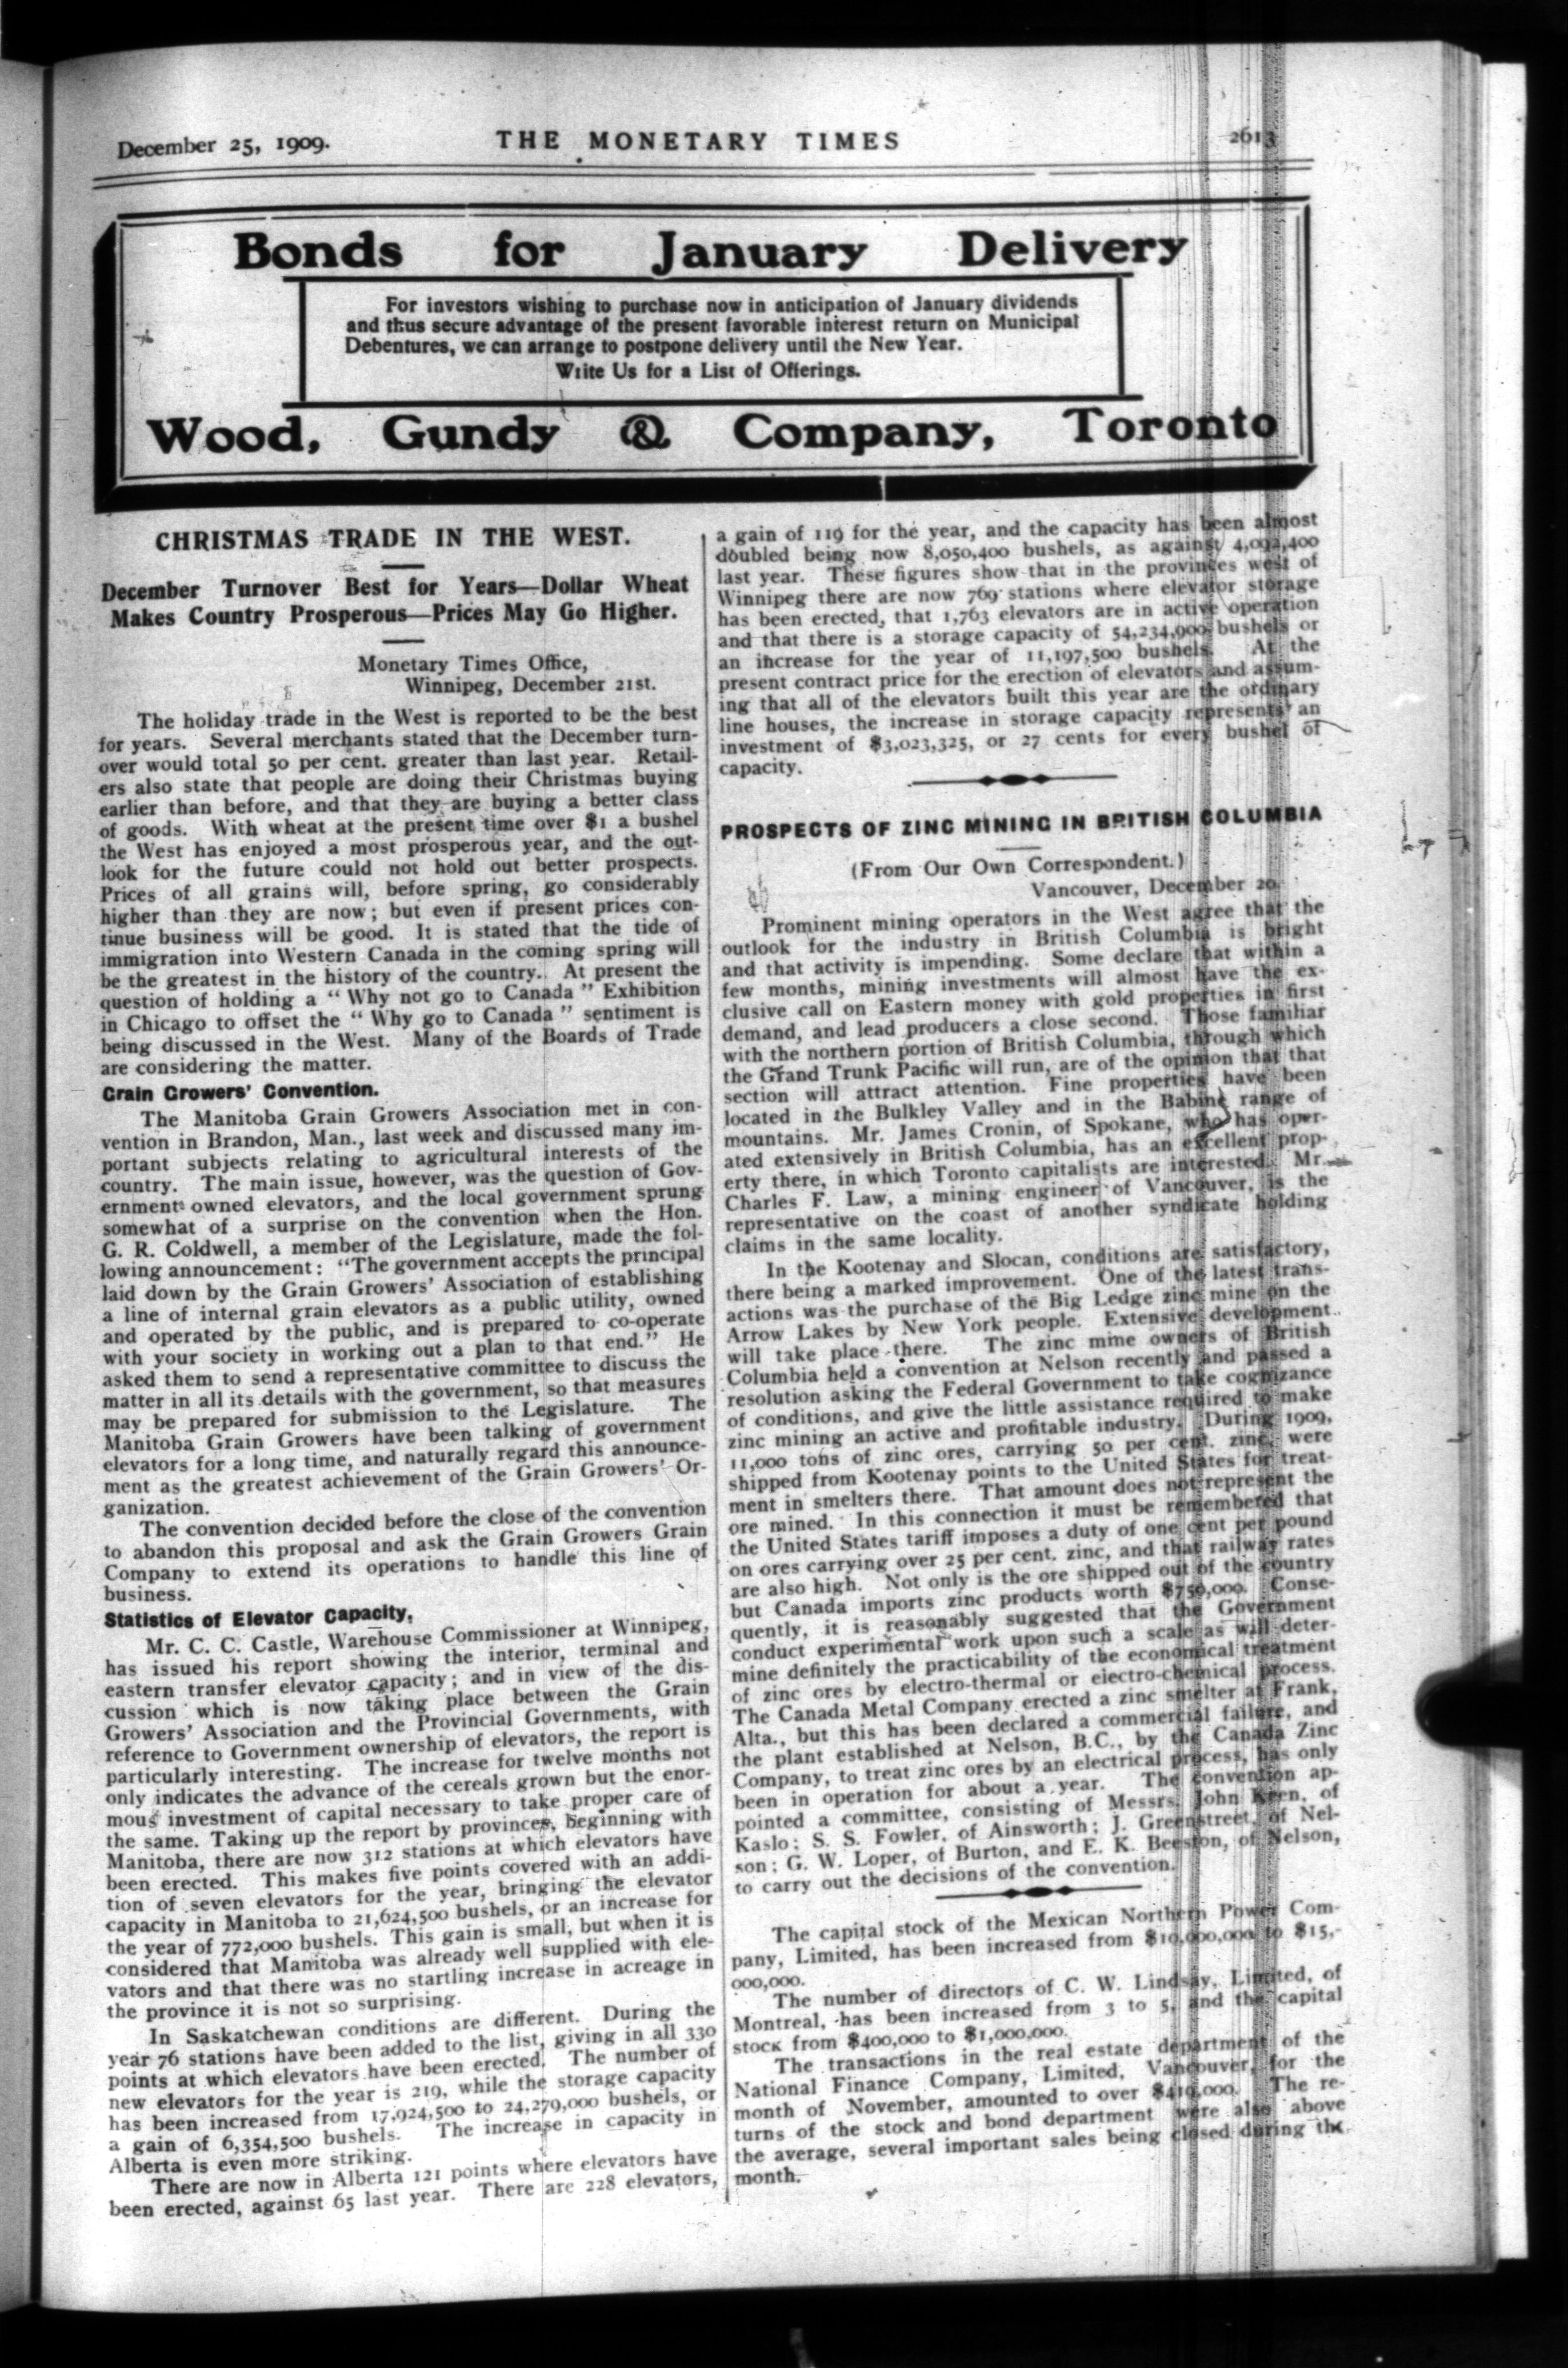 December 25, 1909.
THE MONETARY TIMES
2613
Bonds for January Delivery
For investors wishing to purchase now in anticipation of January dividends
and thus secure advantage of the present favorable interest return on Municipal
Debentures, we can arrange to postpone delivery until the New Year.
Write Us for a List of Offerings.
Wood, Gundy & Company, Toronto
CHRISTMAS TRADE IN THE WEST.
December Turnover Best for Years—Dollar Wheat
Makes Country Prosperous—Prices May Go Higher.
Monetary Times Office,
Winnipeg, December 21st.
The holiday trade in the West is reported to be the best
for years. Several merchants stated that the December turn-
over would total 50 per cent. greater than last year. Retail-
ers also state that people are doing their Christmas buying
earlier than before, and that they are buying a better class
of goods. With wheat at the present time over $1 a bushel
the West has enjoyed a most prosperous year, and the out-
look for the future could not hold out better prospects.
Prices of all grains will, before spring, go considerably
higher than they are now; but even if present prices con-
tinue business will be good. It is stated that the tide of
immigration into Western Canada in the coming spring will
be the greatest in the history of the country. At present the
question of holding a "Why not go to Canada" Exhibition
in Chicago to offset the "Why go to Canada" sentiment is
being discussed in the West. Many of the Boards of Trade
are considering the matter.
Grain Growers' Convention.
The Manitoba Grain Growers Association met in con-
vention in Brandon, Man., last week and discussed many im-
portant subjects relating to agricultural interests of the
country. The main issue, however, was the question of Gov-
ernment owned elevators, and the local government sprung
somewhat of a surprise on the convention when the Hon.
G. R. Coldwell, a member of the Legislature, made the fol-
lowing announcement: "The government accepts the principal
laid down by the Grain Growers' Association of establishing
a line of internal grain elevators as a public utility, owned
and operated by the public, and is prepared to co-operate
with your society in working out a plan to that end." He
asked them to send a representative committee to discuss the
matter in all its details with the government, so that measures
may be prepared for submission to the Legislature. The
Manitoba Grain Growers have been talking of government
elevators for a long time, and naturally regard this announce-
ment as the greatest achievement of the Grain Growers' Or-
ganization.
The convention decided before the close of the convention
to abandon this proposal and ask the Grain Growers Grain
Company to extend its operations to handle this line of
business.
Statistics of Elevator Capacity.
Mr. C. C. Castle, Warehouse Commissioner at Winnipeg,
has issued his report showing the interior, terminal and
eastern transfer elevator capacity; and in view of the dis-
cussion which is now taking place between the Grain
Growers' Association and the Provincial Governments, with
reference to Government ownership of elevators, the report is
particularly interesting. The increase for twelve months not
only indicates the advance of the cereals grown but the enor-
mous investment of capital necessary to take proper care of
the same. Taking up the report by provinces, beginning with
Manitoba, there are now 312 stations at which elevators have
been erected. This makes five points covered with an addi-
tion of seven elevators for the year, bringing the elevator
capacity in Manitoba to 21,624,500 bushels, or an increase for
the year of 772,000 bushels. This gain is small, but when it is
considered that Manitoba was already well supplied with ele-
vators and that there was no startling increase in acreage in
the province it is not so surprising.
In Saskatchewan conditions are different. During the
year 76 stations have been added to the list, giving in all 330
points at which elevators have been erected. The number of
new elevators for the year is 219, while the storage capacity
has been increased from 17,924,500 to 24,279,000 bushels, or
a gain of 6,354,500 bushels. The increase in capacity in
Alberta is even more striking.
There are now in Alberta 121 points where elevators have
been erected, against 65 last year. There are 228 elevators,
a gain of 119 for the year, and the capacity has been almost
doubled being now 8,050,400 bushels, as against 4,092,400
last year. These figures show that in the provinces west of
Winnipeg there are now 769 stations where elevator storage
has been erected, that 1,763 elevators are in active operation
and that there is a storage capacity of 54,234,900 bushels or
an increase for the year of 11,197,500 bushels. At the
present contract price for the erection of elevators and assum-
ing that all of the elevators built this year are the ordinary
line houses, the increase in storage capacity represents an
investment of $3,023,325, or 27 cents for every bushel of
capacity.
PROSPECTS OF ZINC MINING IN BRITISH COLUMBIA
(From Our Own Correspondent.)
Vancouver, December 20.
Prominent mining operators in the West agree that the
outlook for the industry in British Columbia is bright
and that activity is impending. Some declare that within a
few months, mining investments will almost have the ex-
clusive call on Eastern money with gold properties in first
demand, and lead producers a close second. Those familiar
with the northern portion of British Columbia, through which
the Grand Trunk Pacific will run, are of the opinion that that
section will attract attention. Fine properties have been
located in the Bulkley Valley and in the Babine range of
mountains. Mr. James Cronin, of Spokane, who has oper-
ated extensively in British Columbia, has an excellent prop-
erty there, in which Toronto capitalists are interested. Mr.
Charles F. Law, a mining engineer of Vancouver, is the
representative on the coast of another syndicate holding
claims in the same locality.
In the Kootenay and Slocan, conditions are satisfactory,
there being a marked improvement. One of the latest trans-
actions was the purchase of the Big Ledge zinc mine on the
Arrow Lakes by New York people. Extensive development
will take place there. The zinc mine owners of British
Columbia held a convention at Nelson recently and passed a
resolution asking the Federal Government to take cognizance
of conditions, and give the little assistance required to make
zinc mining an active and profitable industry. During 1909,
11,000 tons of zinc ores, carrying 50 per cent. zinc, were
shipped from Kootenay points to the United States for treat-
ment in smelters there. That amount does not represent the
ore mined. In this connection it must be remembered that
the United States tariff imposes a duty of one cent per pound
on ores carrying over 25 per cent. zinc, and that railway rates
are also high. Not only is the ore shipped out of the country
but Canada imports zinc products worth $750,000. Conse-
quently, it is reasonably suggested that the Government
conduct experimental work upon such a scale as will deter-
mine definitely the practicability of the economical treatment
of zinc ores by electro-thermal or electro-chemical process.
The Canada Metal Company erected a zinc smelter at Frank,
Alta., but this has been declared a commercial failure, and
the plant established at Nelson, B.C., by the Canada Zinc
Company, to treat zinc ores by an electrical process, has only
been in operation for about a year. The convention ap-
pointed a committee, consisting of Messrs. John Keen, of
Kaslo; S. S. Fowler, of Ainsworth; J. Greenstreet, of Nel-
son; G. W. Loper, of Burton, and E. K. Beeston, of Nelson,
to carry out the decisions of the convention.
The capital stock of the Mexican Northern Power Com-
pany, Limited, has been increased from $10,000,000 to $15,-
000,000.
The number of directors of C. W. Lindsay, Limited, of
Montreal, has been increased from 3 to 5, and the capital
stock from $400,000 to $1,000,000.
The transactions in the real estate department of the
National Finance Company, Limited, Vancouver, for the
month of November, amounted to over $410,000. The re-
turns of the stock and bond department were also above
the average, several important sales being closed during the
month.